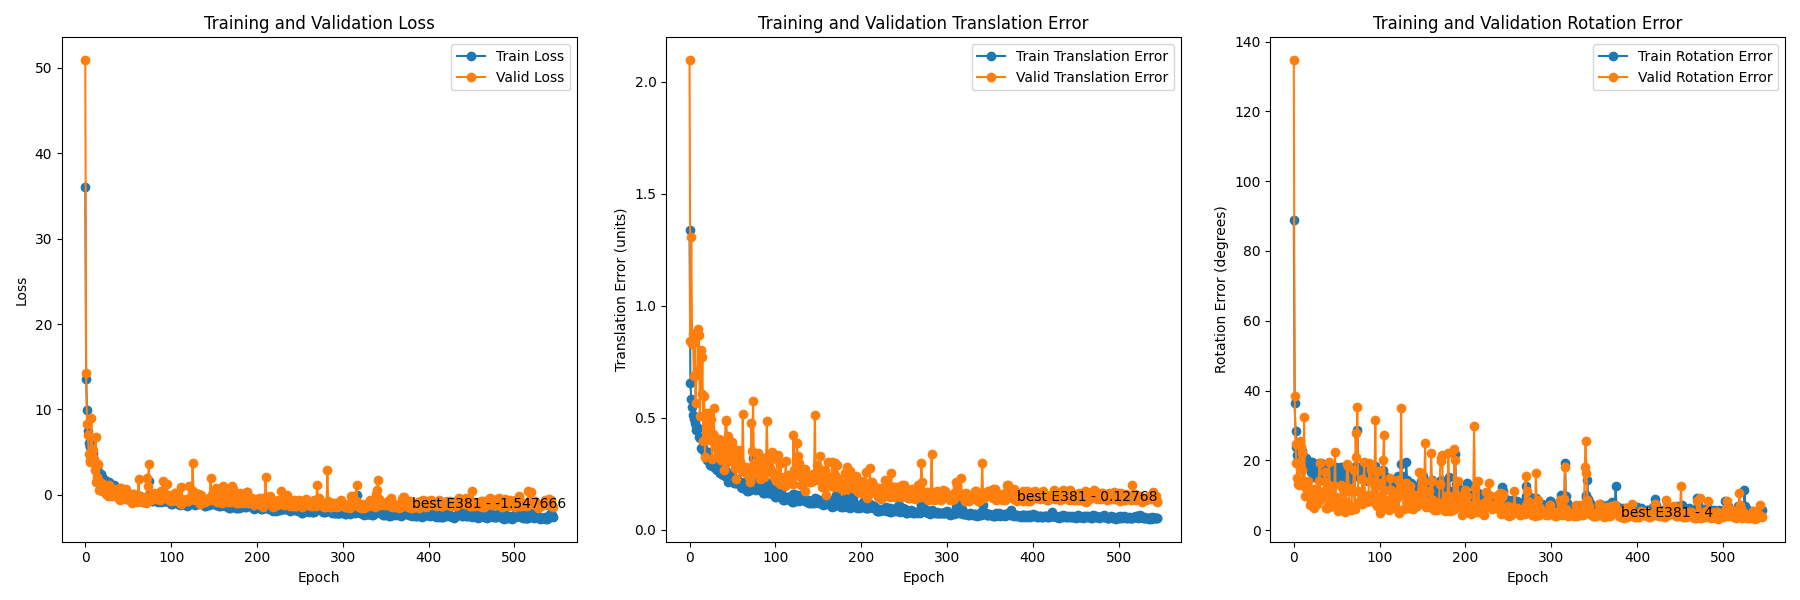 Training and Validation Loss
Train Loss
Valid Loss
50
40
30
20
10
0
Loss
best E381 - -1.547666
0
100
200
300
400
500
Epoch
Training and Validation Translation Error
Train Translation Error
Valid Translation Error
2.0
1.5
1.0
0.5
0.0
Translation Error (units)
best E381 - 0.12768
0
100
200
300
400
500
Epoch
Training and Validation Rotation Error
Train Rotation Error
Valid Rotation Error
140
120
100
80
60
40
20
0
Rotation Error (degrees)
best E381 - 4
0
100
200
300
400
500
Epoch